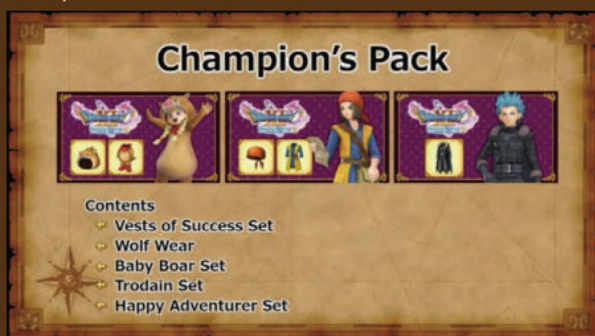 Champion's Pack
Contents
Vests of Success Set
Wolf Wear
Baby Boar Set
Trodain Set
Happy Adventurer Set